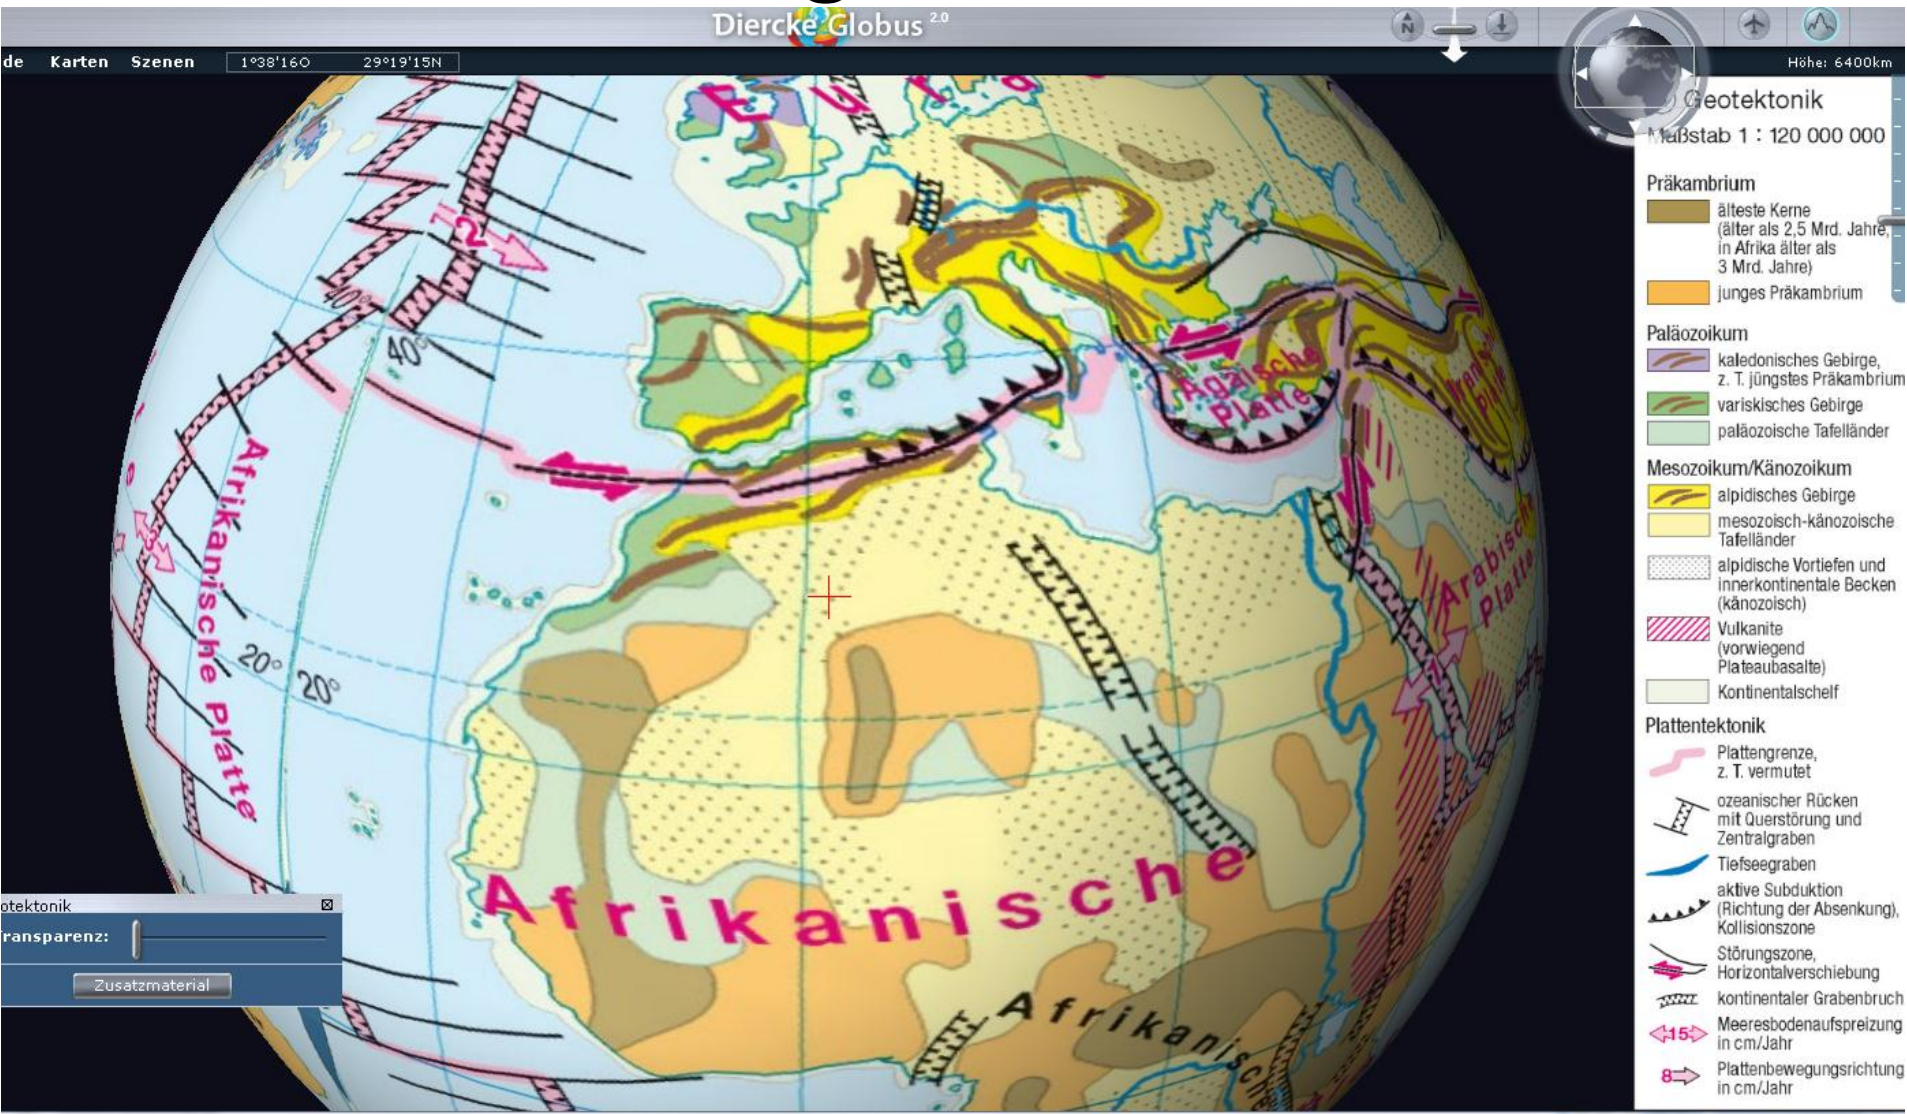 Diercke Globus 2.0
de Karten Szenen 1°38'16O 29°19'15N
Höhe: 6400km
Geotektonik
Maßstab 1 : 120 000 000
Präkambrium
älteste Kerne
(älter als 2,5 Mrd. Jahre,
in Afrika älter als
3 Mrd. Jahre)
junges Präkambrium
Paläozoikum
kaledonisches Gebirge,
z. T. jüngstes Präkambrium
variskisches Gebirge
paläozoische Tafelländer
Mesozoikum/Känozoikum
alpidisches Gebirge
mesozoisch-känozoische
Tafelländer
alpidische Vortiefen und
innerkontinentale Becken
(känozoisch)
Vulkanite
(vorwiegend
Plateaubasalte)
Kontinentalschelf
Plattentektonik
Plattengrenze,
z. T. vermutet
ozeanischer Rücken
mit Querstörung und
Zentralgraben
Tiefseegraben
aktive Subduktion
(Richtung der Absenkung),
Kollisionszone
Störungszone,
Horizontalverschiebung
kontinentaler Grabenbruch
15
Meeresbodenaufspreizung
in cm/Jahr
8
Plattenbewegungsrichtung
in cm/Jahr
2
40°
40°
Ägäische
Platte
Afrikanische Platte
3
Arabische
Platte
1
20° 20°
Afrikanische
Afrikanische
otektonik
Transparenz:
Zusatzmaterial
N